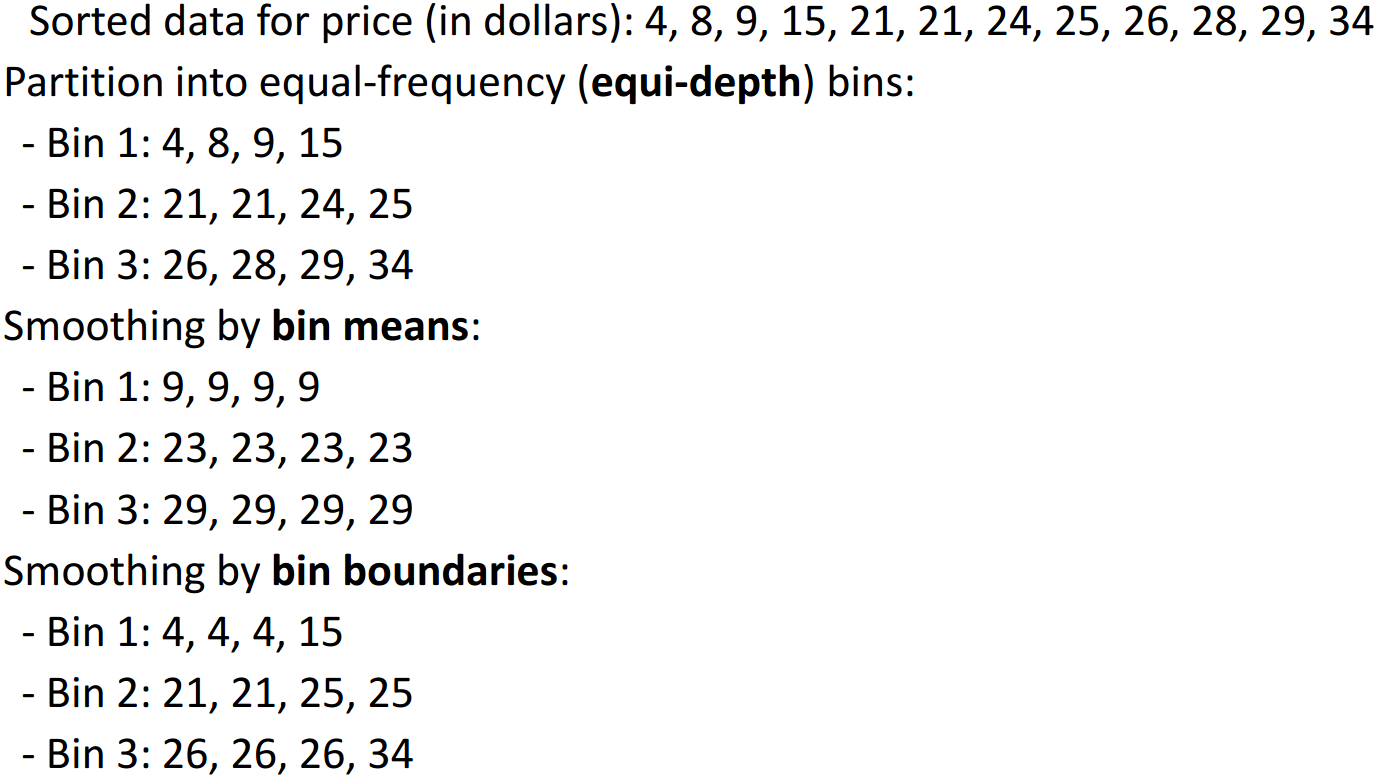 Sorted data for price (in dollars): 4, 8, 9, 15, 21, 21, 24, 25, 26, 28, 29, 34
Partition into equal-frequency (equi-depth) bins:
- Bin 1: 4, 8, 9, 15
- Bin 2: 21, 21, 24, 25
- Bin 3: 26, 28, 29, 34
Smoothing by bin means:
- Bin 1: 9, 9, 9, 9
- Bin 2: 23, 23, 23, 23
- Bin 3: 29, 29, 29, 29
Smoothing by bin boundaries:
- Bin 1: 4, 4, 4, 15
- Bin 2: 21, 21, 25, 25
- Bin 3: 26, 26, 26, 34